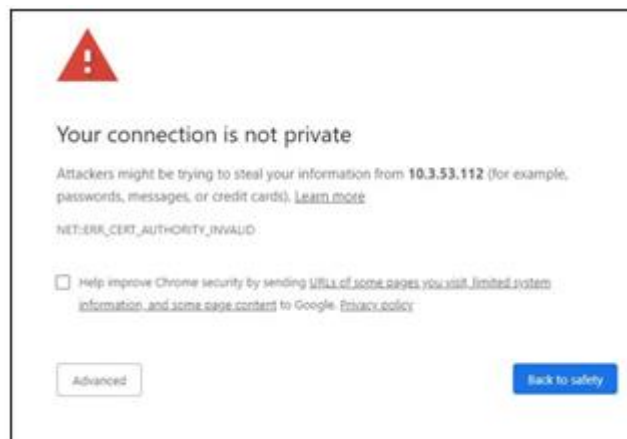 Your connection is not private
Attackers might be trying to steal your information from 10.3.53.112 (for example,
passwords, messages, or credit cards). Learn more
NET::ERR_CERT_AUTHORITY_INVALID
Help improve Chrome security by sending URLs of some pages you visit, limited system
information, and some page content to Google. Privacy policy
Advanced
Back to safety